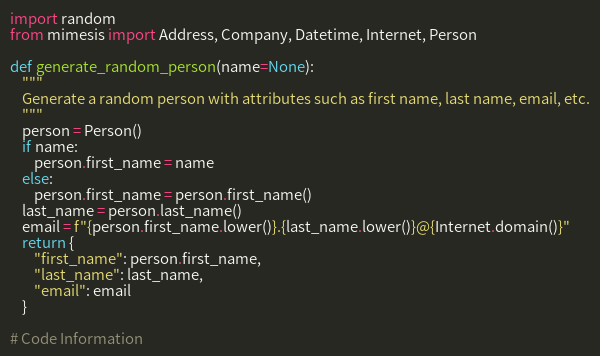 import random
from mimesis import Address, Company, Datetime, Internet, Person

def generate_random_person(name=None):
    """
    Generate a random person with attributes such as first name, last name, email, etc.
    """
    person = Person()
    if name:
        person.first_name = name
    else:
        person.first_name = person.first_name()
    last_name = person.last_name()
    email = f"{person.first_name.lower()}.{last_name.lower()}@{Internet.domain()}"
    return {
        "first_name": person.first_name,
        "last_name": last_name,
        "email": email
    }

# Code Information